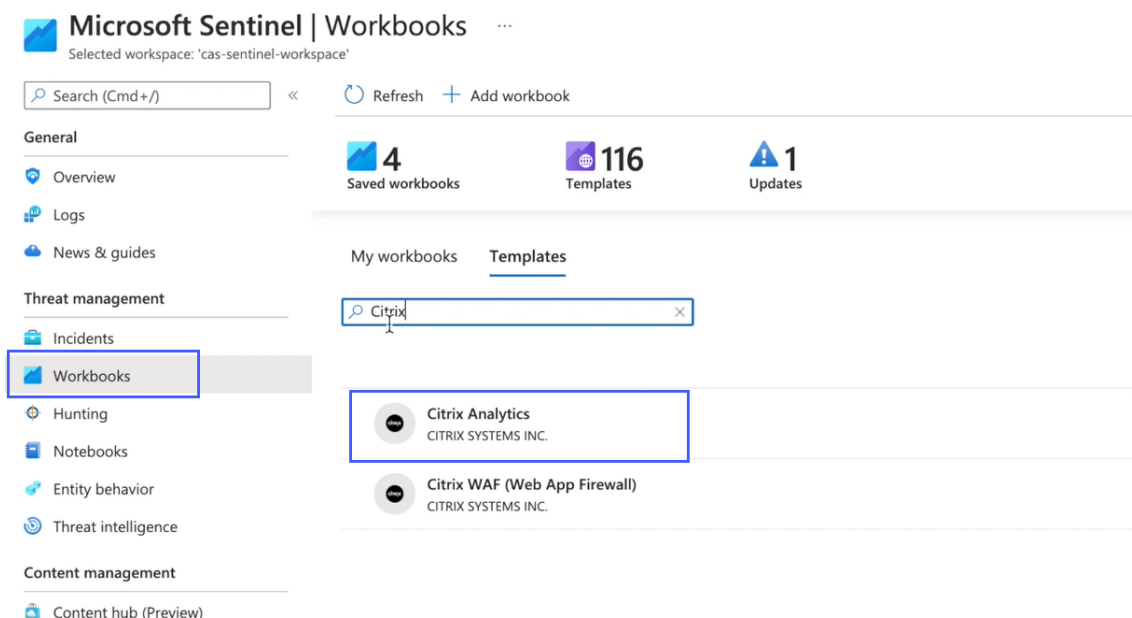 Microsoft Sentinel | Workbooks ...
Selected workspace: 'cas-sentinel-workspace'
Search (Cmd+/)
«
Refresh
Add workbook
General
Overview
Logs
News & guides
Threat management
Incidents
Workbooks
Hunting
Notebooks
Entity behavior
Threat intelligence
Content management
Content hub (Preview)
4
Saved workbooks
116
Templates
1
Updates
My workbooks
Templates
Citrix
Citrix Analytics
CITRIX SYSTEMS INC.
Citrix WAF (Web App Firewall)
CITRIX SYSTEMS INC.